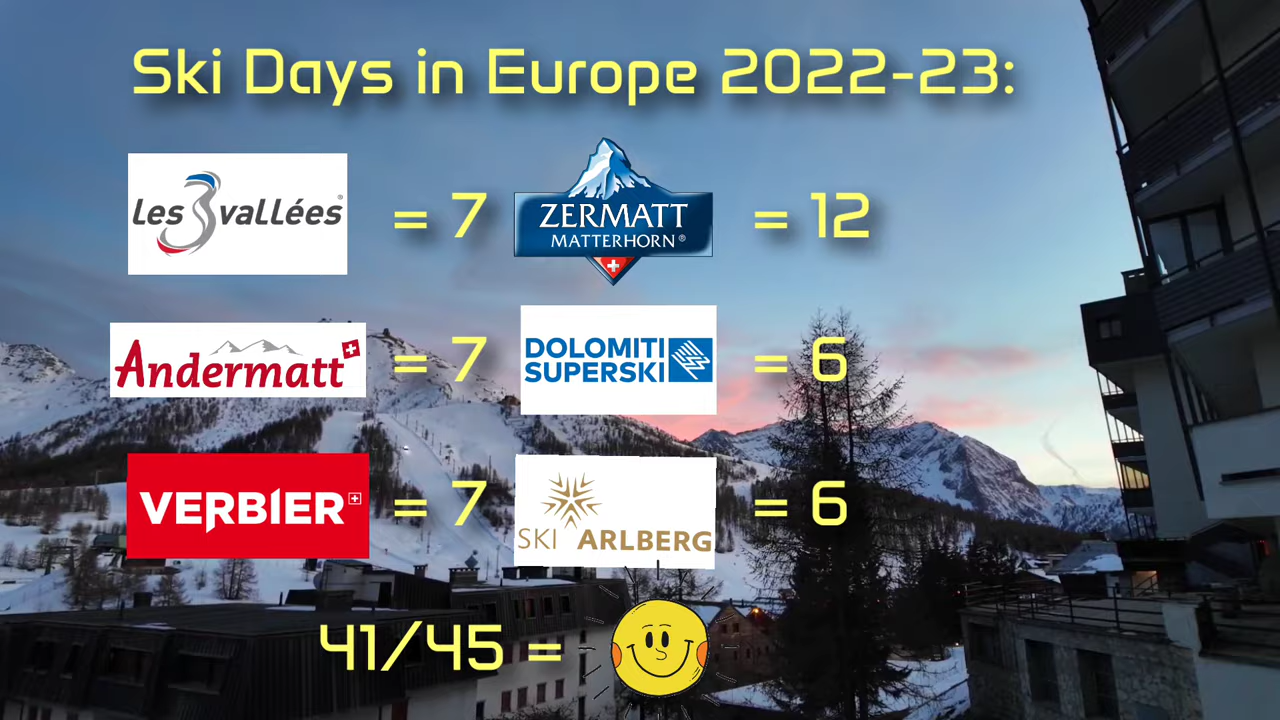 Ski Days in Europe 2022-23:
les 3 vallées® = 7 ZERMATT MATTERHORN® = 12
Andermatt = 7 DOLOMITI SUPERSKI = 6
VERBIER = 7 SKI ARLBERG = 6
41/45 =